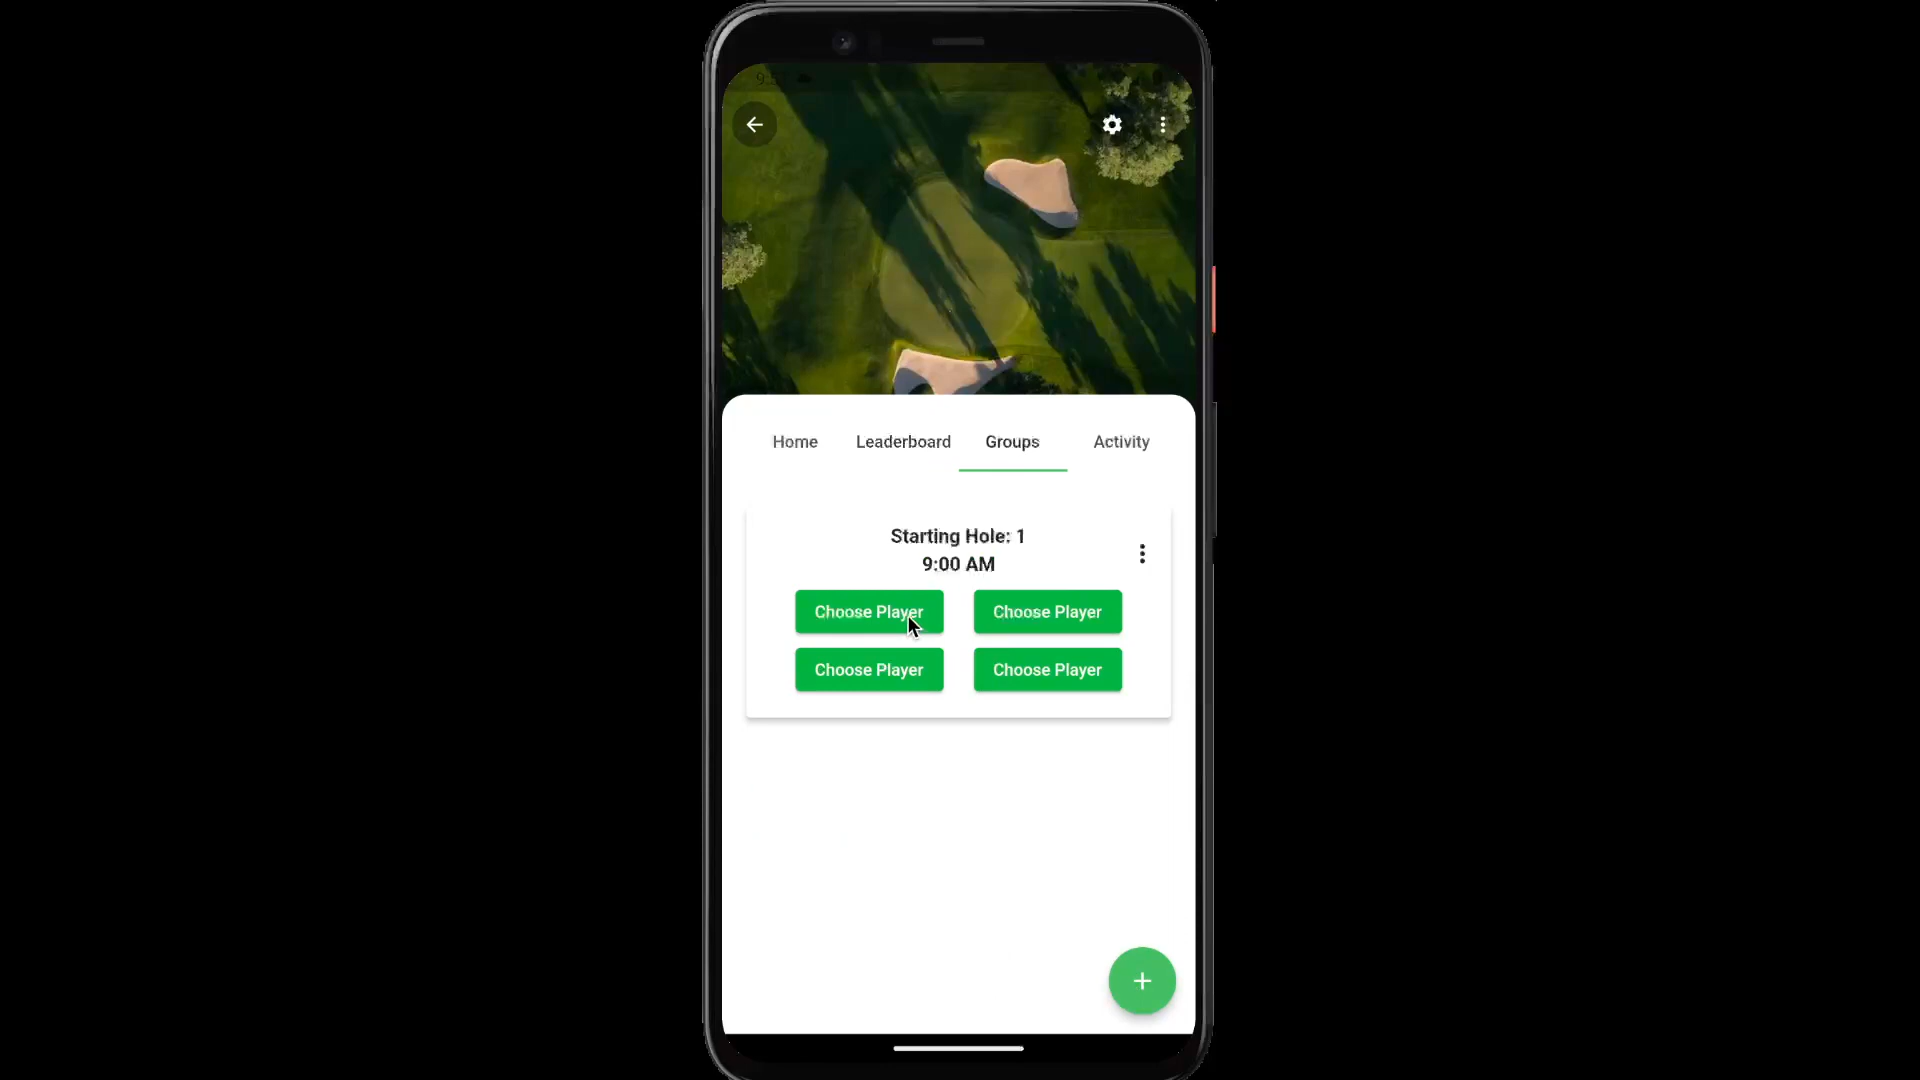 Home Leaderboard Groups Activity
Starting Hole: 1
9:00 AM
Choose Player Choose Player
Choose Player Choose Player